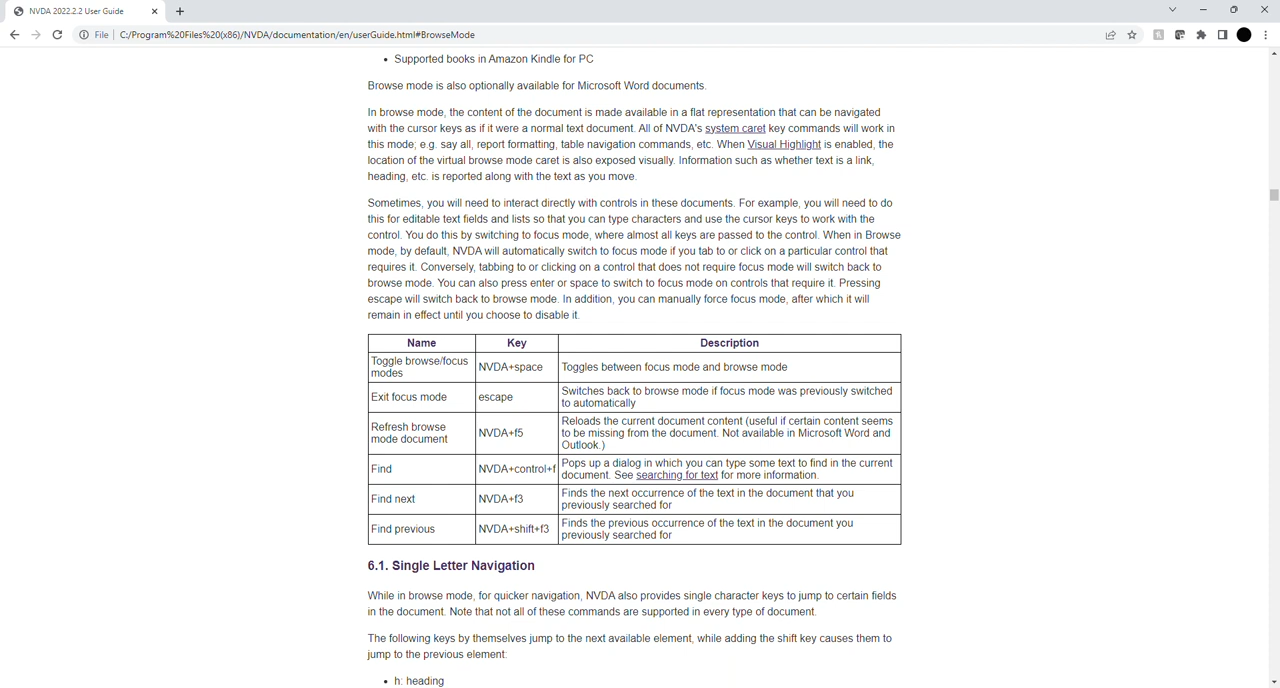 NVDA 2022.2.2 User Guide
File
C:/Program%20Files%20(x86)/NVDA/documentation/en/userGuide.html#BrowseMode
• Supported books in Amazon Kindle for PC
Browse mode is also optionally available for Microsoft Word documents.
In browse mode, the content of the document is made available in a flat representation that can be navigated
with the cursor keys as if it were a normal text document. All of NVDA's system caret key commands will work in
this mode; e.g. say all, report formatting, table navigation commands, etc. When Visual Highlight is enabled, the
location of the virtual browse mode caret is also exposed visually. Information such as whether text is a link,
heading, etc. is reported along with the text as you move.
Sometimes, you will need to interact directly with controls in these documents. For example, you will need to do
this for editable text fields and lists so that you can type characters and use the cursor keys to work with the
control. You do this by switching to focus mode, where almost all keys are passed to the control. When in Browse
mode, by default, NVDA will automatically switch to focus mode if you tab to or click on a particular control that
requires it. Conversely, tabbing to or clicking on a control that does not require focus mode will switch back to
browse mode. You can also press enter or space to switch to focus mode on controls that require it. Pressing
escape will switch back to browse mode. In addition, you can manually force focus mode, after which it will
remain in effect until you choose to disable it.
Name Key Description
Toggle browse/focus
modes
NVDA+space
Toggles between focus mode and browse mode
Exit focus mode
escape
Switches back to browse mode if focus mode was previously switched
to automatically
Refresh browse
mode document
NVDA+f5
Reloads the current document content (useful if certain content seems
to be missing from the document. Not available in Microsoft Word and
Outlook.)
Find
NVDA+control+f
Pops up a dialog in which you can type some text to find in the current
document. See searching for text for more information.
Find next
NVDA+f3
Finds the next occurrence of the text in the document that you
previously searched for
Find previous
NVDA+shift+f3
Finds the previous occurrence of the text in the document you
previously searched for
6.1. Single Letter Navigation
While in browse mode, for quicker navigation, NVDA also provides single character keys to jump to certain fields
in the document. Note that not all of these commands are supported in every type of document.
The following keys by themselves jump to the next available element, while adding the shift key causes them to
jump to the previous element:
• h: heading